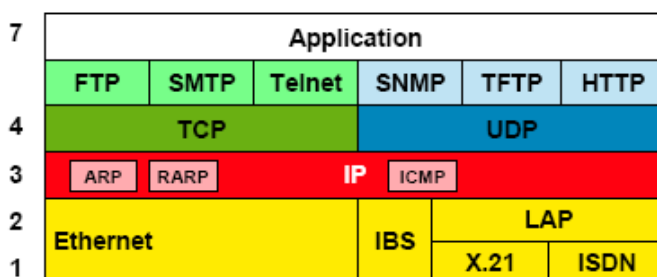 7 Application
FTP SMTP Telnet SNMP TFTP HTTP
4 TCP UDP
3 ARP RARP IP ICMP
2 LAP
Ethernet IBS
1 X.21 ISDN